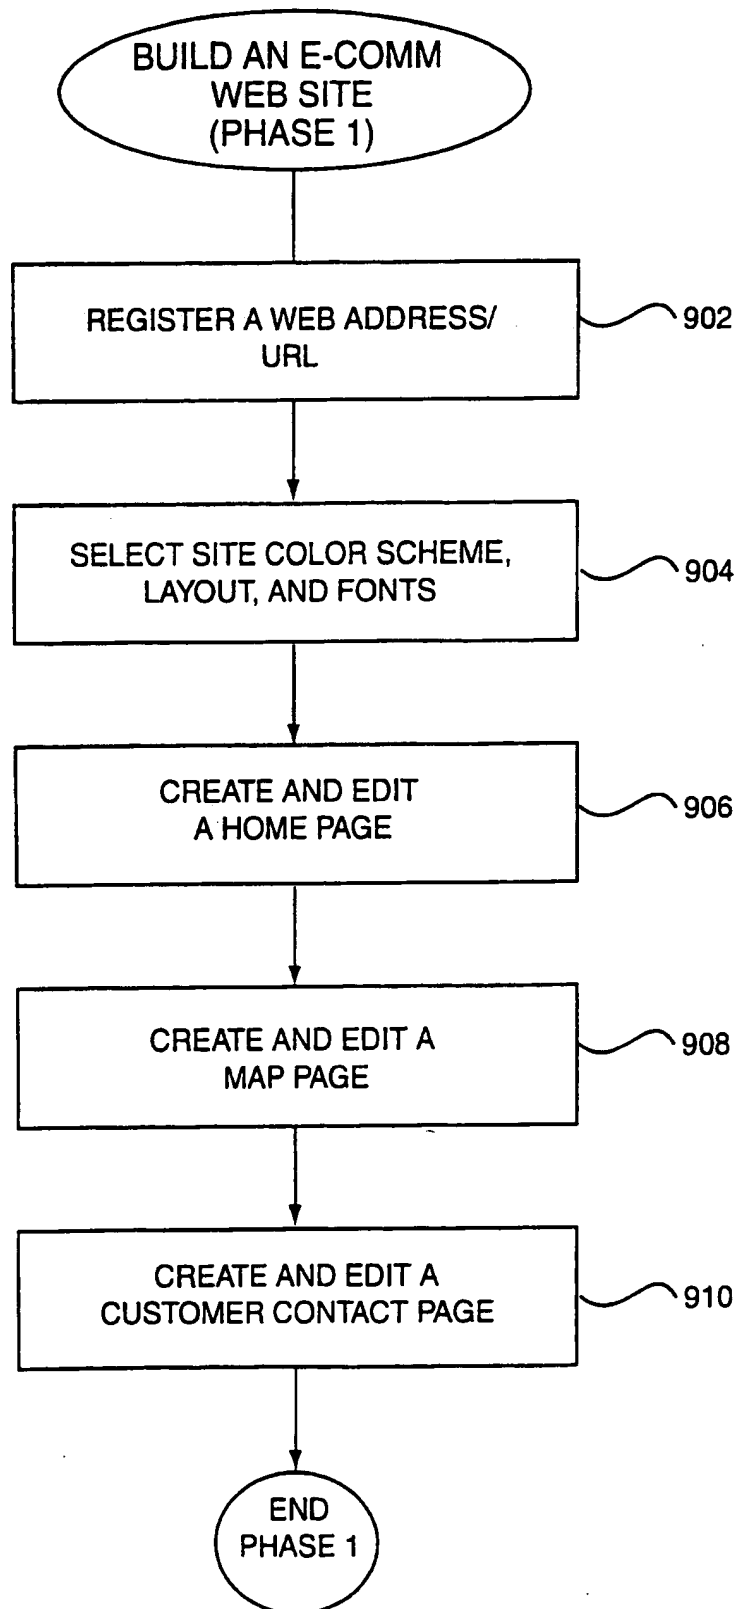 BUILD AN E-COMM
WEB SITE
(PHASE 1)
REGISTER A WEB ADDRESS/
URL
902
SELECT SITE COLOR SCHEME,
LAYOUT, AND FONTS
904
CREATE AND EDIT
A HOME PAGE
906
CREATE AND EDIT A
MAP PAGE
908
CREATE AND EDIT A
CUSTOMER CONTACT PAGE
910
END
PHASE 1